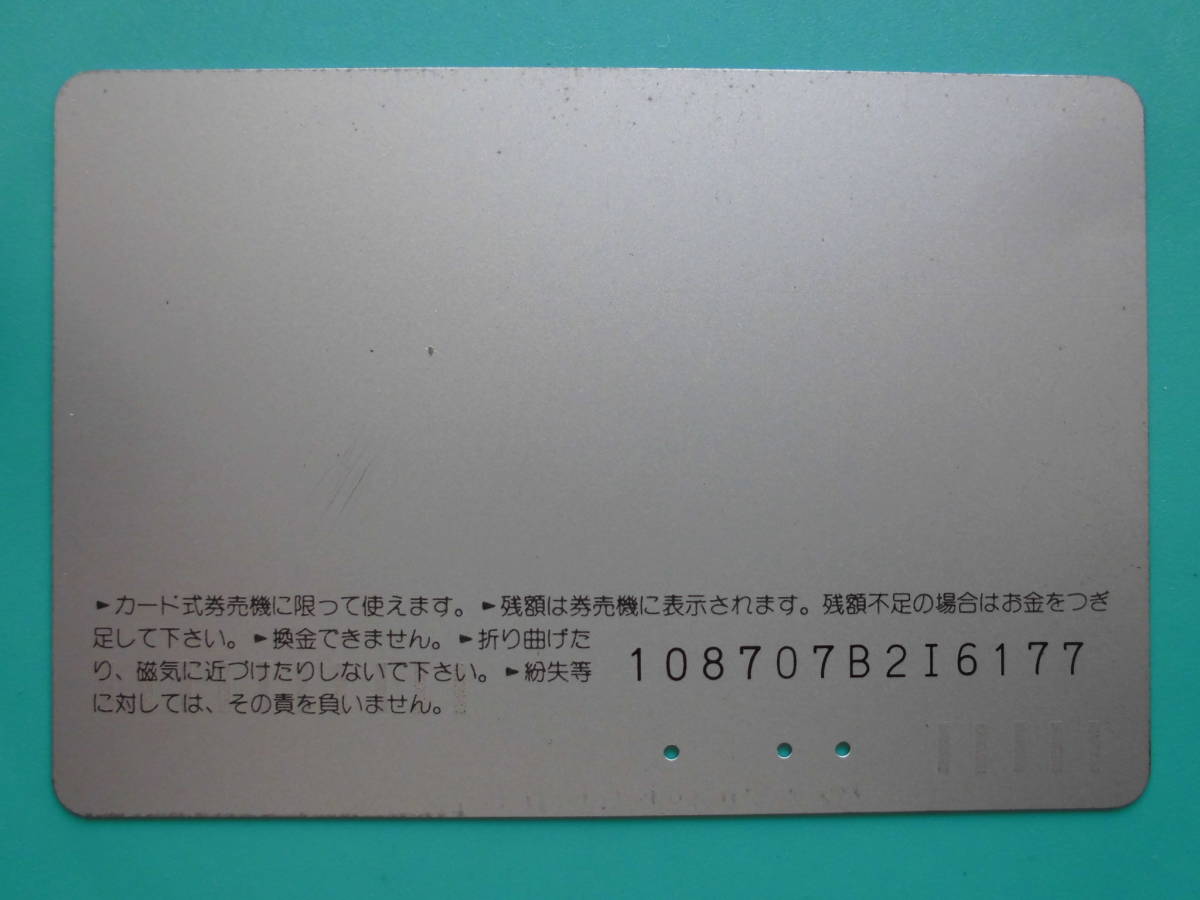 ►カード式券売機に限って使えます。►残額は券売機に表示されます。残額不足の場合はお金をつぎ
足して下さい。►換金できません。►折り曲げた
り、磁気に近づけたりしないで下さい。►紛失等
に対しては、その責を負いません。
108707B2I6177